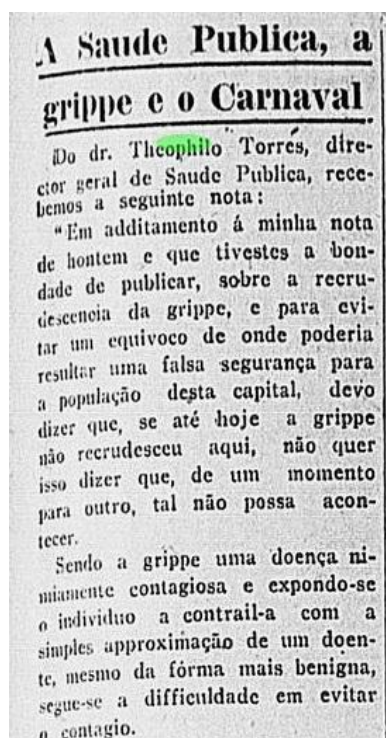 A Saude Publica, a
grippe e o Carnaval
Do dr. Theophilo Torres, dire-
ctor geral de Saude Publica, rece-
bemos a seguinte nota:
"Em additamento á minha nota
de hontem e que tivestes a bon-
dade de publicar, sobre a recru-
descencia da grippe, e para evi-
tar um equivoco de onde poderia
resultar uma falsa segurança para
a população desta capital, devo
dizer que, se até hoje a grippe
não recrudesceu aqui, não quer
isso dizer que, de um momento
para outro, tal não possa acon-
tecer.
Sendo a grippe uma doença ni-
miamente contagiosa e expondo-se
o individuo a contrail-a com a
simples approximação de um doen-
te, mesmo da fórma mais benigna,
segue-se a difficuldade em evitar
o contagio.